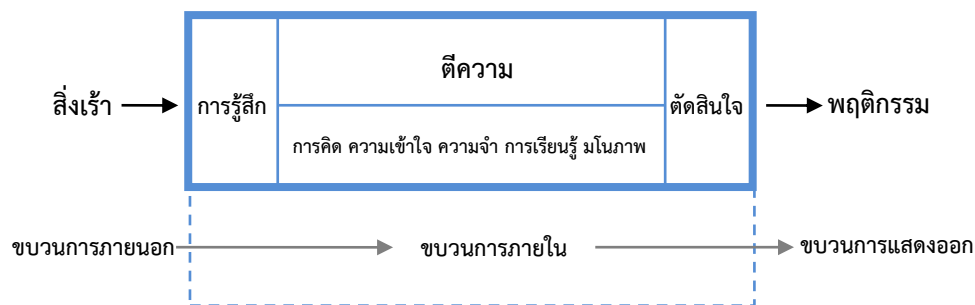 สิ่งเร้า
การรู้สึก
ตีความ
การคิด ความเข้าใจ ความจำ การเรียนรู้ มโนภาพ
ตัดสินใจ
พฤติกรรม
ขบวนการภายนอก
ขบวนการภายใน
ขบวนการแสดงออก